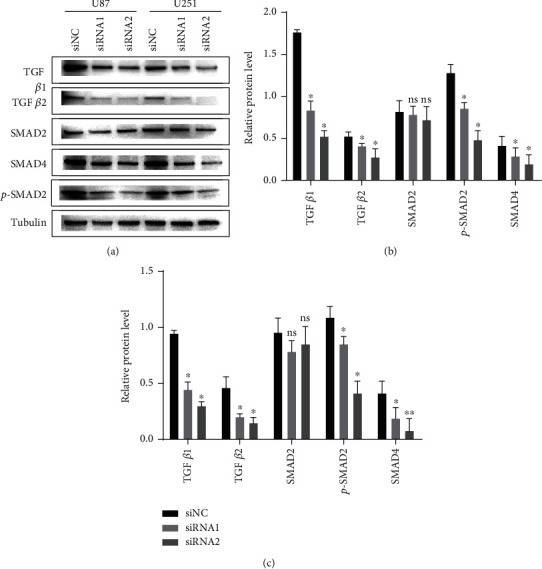 U87 U251
siNC siRNA1 siRNA2 siNC siRNA1 siRNA2
TGF
β1
TGF β2
SMAD2
SMAD4
p-SMAD2
Tubulin
(a)
Relative protein level
2.0
1.5
1.0
0.5
0.0
* * * * ns ns * * * *
TGF β1 TGF β2 SMAD2 p-SMAD2 SMAD4
(b)
Relative protein level
1.5
1.0
0.5
0.0
* * * * ns ns * * * **
TGF β1 TGF β2 SMAD2 p-SMAD2 SMAD4
siNC
siRNA1
siRNA2
(c)